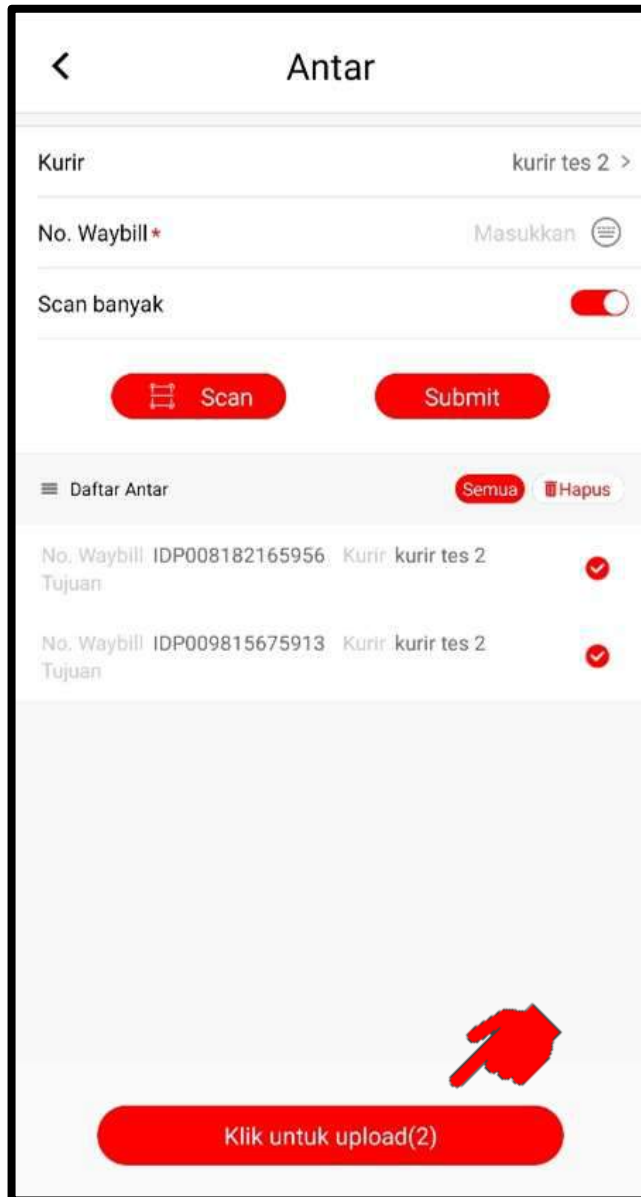 Antar
Kurir kurir tes 2 >
No. Waybill* Masukkan
Scan banyak
Scan Submit
Daftar Antar Semua Hapus
No. Waybill IDP008182165956 Kurir kurir tes 2
Tujuan
No. Waybill IDP009815675913 Kurir kurir tes 2
Tujuan
Klik untuk upload(2)